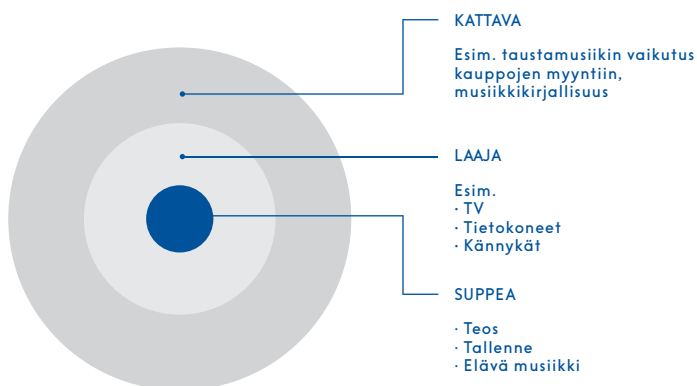 KATTAVA
Esim. taustamusiikin vaikutus
kauppojen myyntiin,
musiikkikirjallisuus
LAAJA
Esim.
· TV
· Tietokoneet
· Kännykät
SUPPEA
· Teos
· Tallenne
· Elävä musiikki